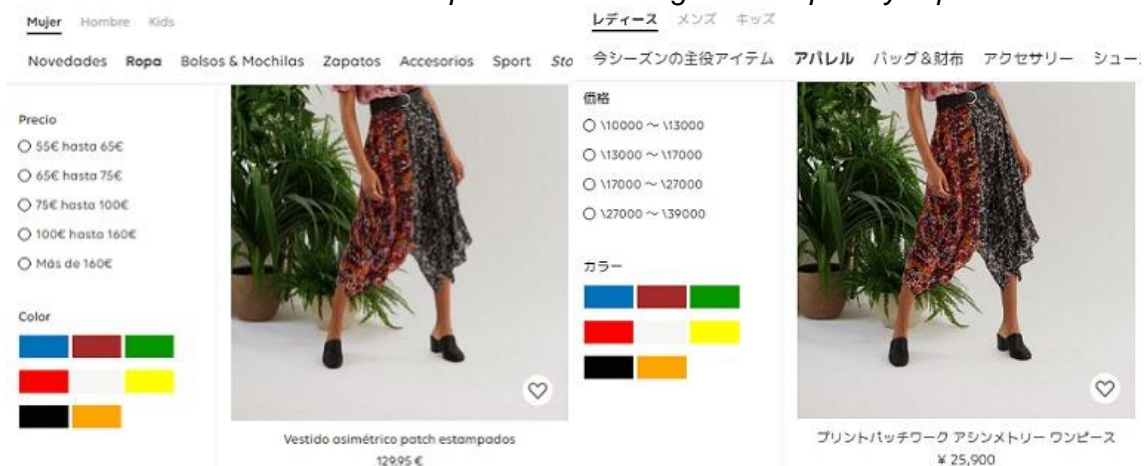 Mujer Hombre Kids
Novedades Ropa Bolsos & Mochilas Zapatos Accesorios Sport Sto
Precio
55€ hasta 65€
65€ hasta 75€
75€ hasta 100€
100€ hasta 160€
Más de 160€
Color
Vestido asimétrico patch estampados
129,95 €
レディース メンズ キッズ
今シーズンの主役アイテム アパレル バッグ&財布 アクセサリー シュー
価格
\10000 ~ \13000
\13000 ~ \17000
\17000 ~ \27000
\27000 ~ \39000
カラー
プリントパッチワーク アシンメトリー ワンピース
¥ 25,900